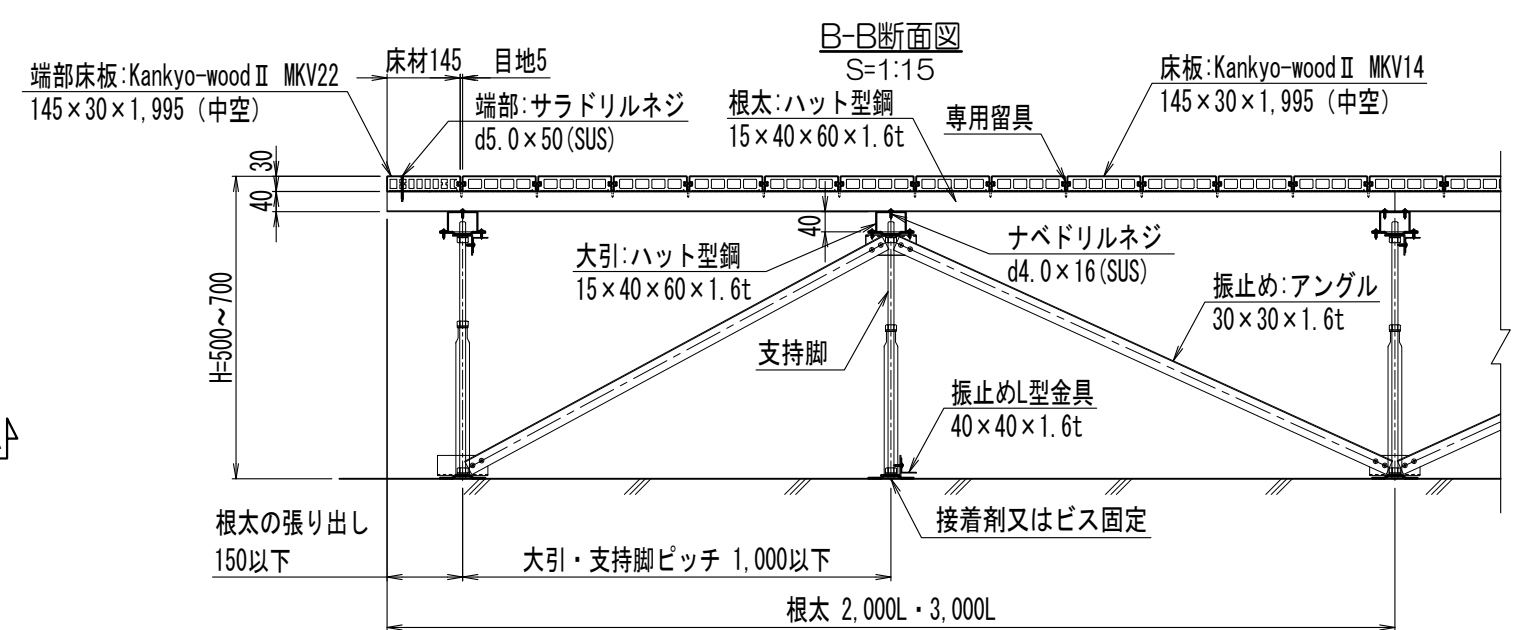 B-B断面図
S=1:15
床材145
目地5
端部床板:Kankyo-woodⅡ MKV22
145×30×1,995 (中空)
端部:サラドリルネジ
d5.0×50(SUS)
根太:ハット型鋼
15×40×60×1.6t
専用留具
床板:Kankyo-woodⅡ MKV14
145×30×1,995 (中空)
30
40
40
大引:ハット型鋼
15×40×60×1.6t
ナベドリルネジ
d4.0×16(SUS)
振止め:アングル
30×30×1.6t
H=500~700
支持脚
振止めL型金具
40×40×1.6t
接着剤又はビス固定
根太の張り出し
150以下
大引・支持脚ピッチ 1,000以下
根太 2,000L・3,000L